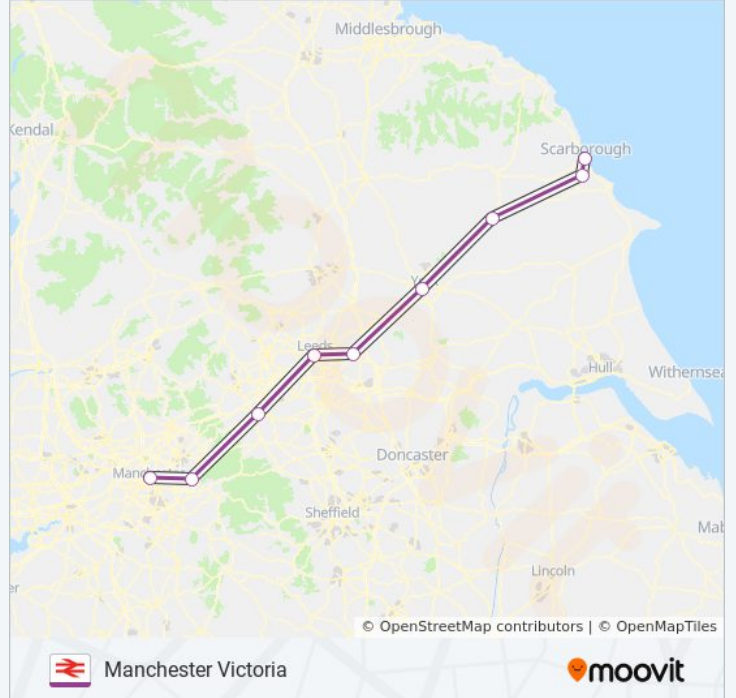 Middlesbrough
Kendal
Scarborough
Leeds
Hull
Withernsea
Manchester
Doncaster
Sheffield
Lincoln
© OpenStreetMap contributors | © OpenMapTiles
Manchester Victoria
moovit